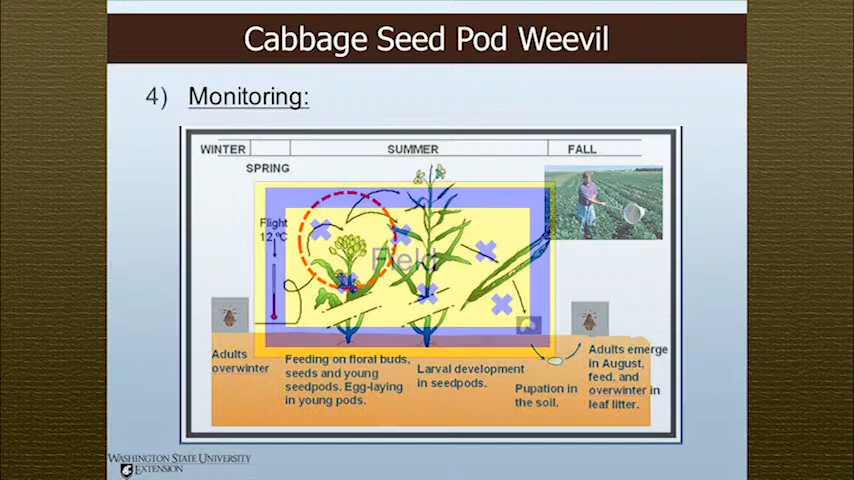 Cabbage Seed Pod Weevil
4) Monitoring:
WINTER SUMMER FALL
SPRING
Flight
12 °C
Field
Adults
overwinter
Feeding on floral buds,
seeds and young
seedpods. Egg-laying
in young pods.
Larval development
in seedpods.
Pupation in
the soil.
Adults emerge
in August,
feed, and
overwinter in
leaf litter.
WASHINGTON STATE UNIVERSITY
EXTENSION